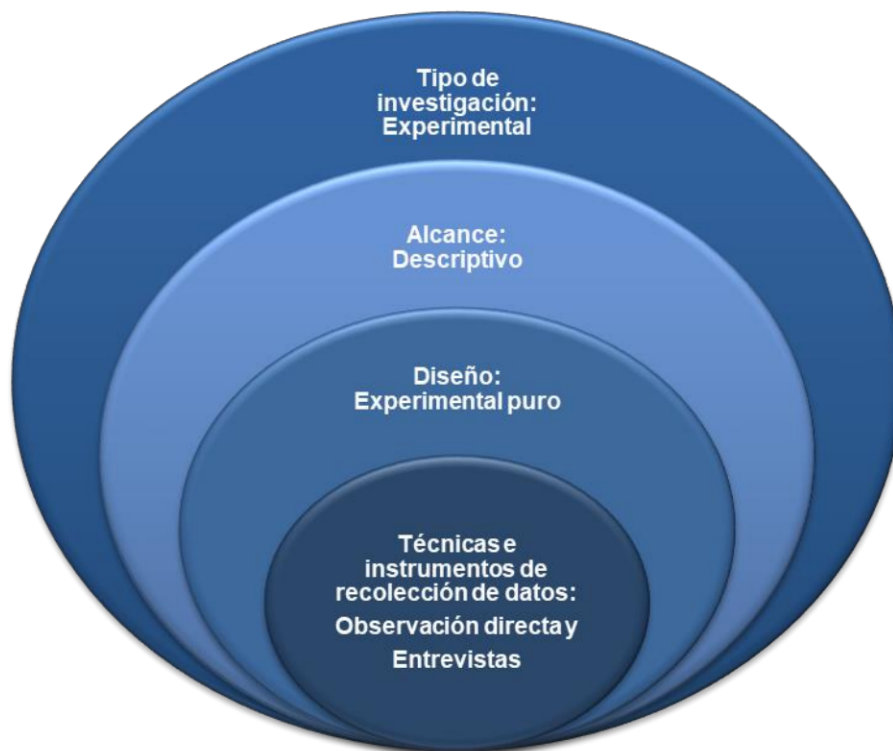 Tipo de
investigación:
Experimental
Alcance:
Descriptivo
Diseño:
Experimental puro
Técnicas e
instrumentos de
recolección de datos:
Observación directa y
Entrevistas